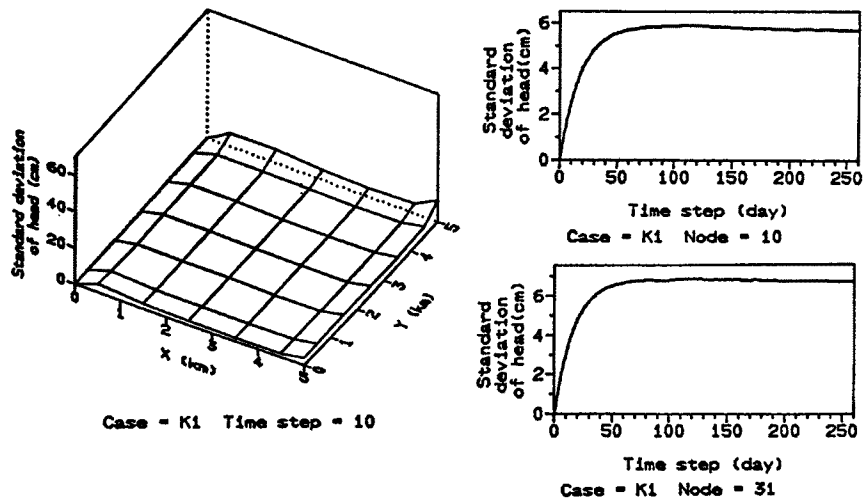 Standard deviation
of head (cm)
60
40
20
0
0
1
2
3
4
5
X (km)
0
1
2
3
4
5
Y (km)
Case = K1 Time step = 10
Standard
deviation
of head(cm)
6
4
2
0
0 50 100 150 200 250
Time step (day)
Case = K1 Node = 10
Standard
deviation
of head(cm)
6
4
2
0
0 50 100 150 200 250
Time step (day)
Case = K1 Node = 31